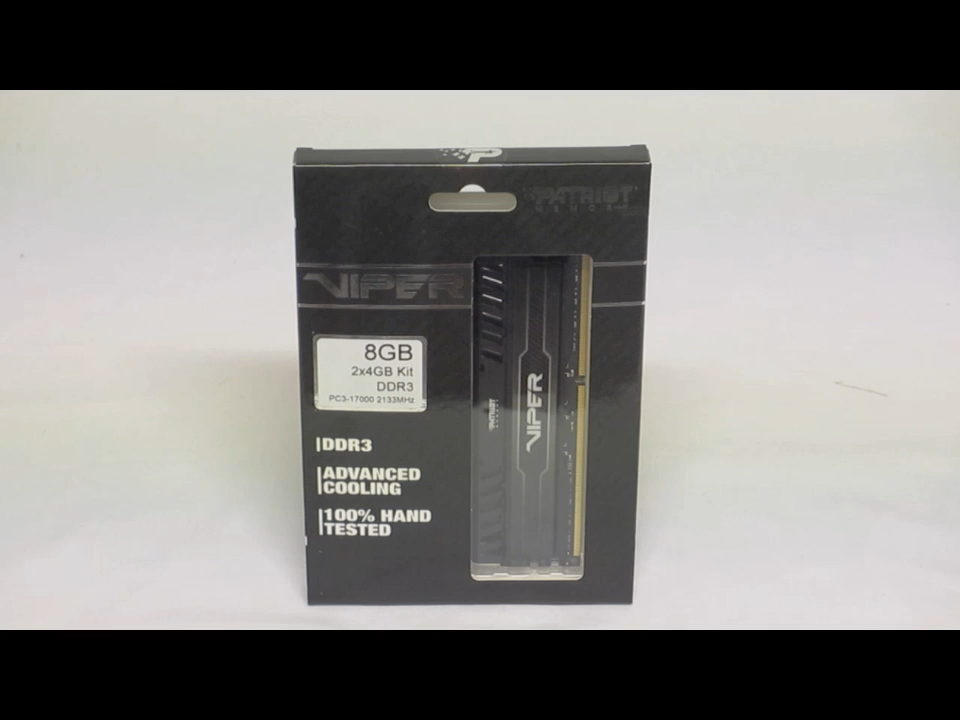 P
PATRIOT
MEMORY
VIPER
8GB
2x4GB Kit
DDR3
PC3-17000 2133MHz
DDR3
ADVANCED
COOLING
100% HAND
TESTED
PATRIOT
VIPER